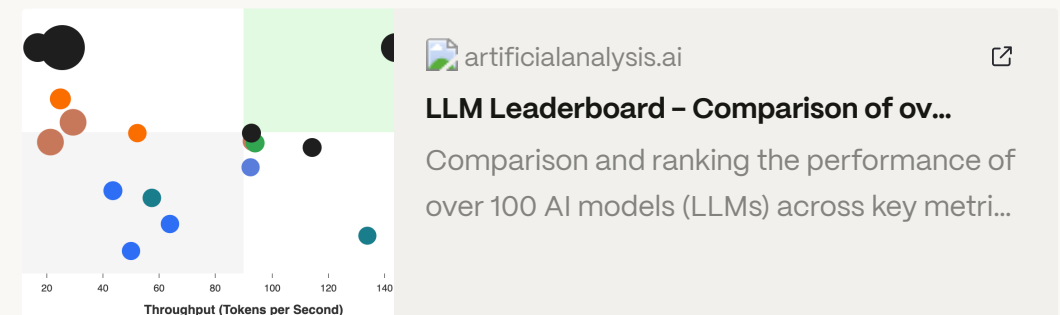 artificialanalysis.ai
LLM Leaderboard – Comparison of ov...
Comparison and ranking the performance of
over 100 AI models (LLMs) across key metri...
20 40 60 80 100 120 140
Throughput (Tokens per Second)